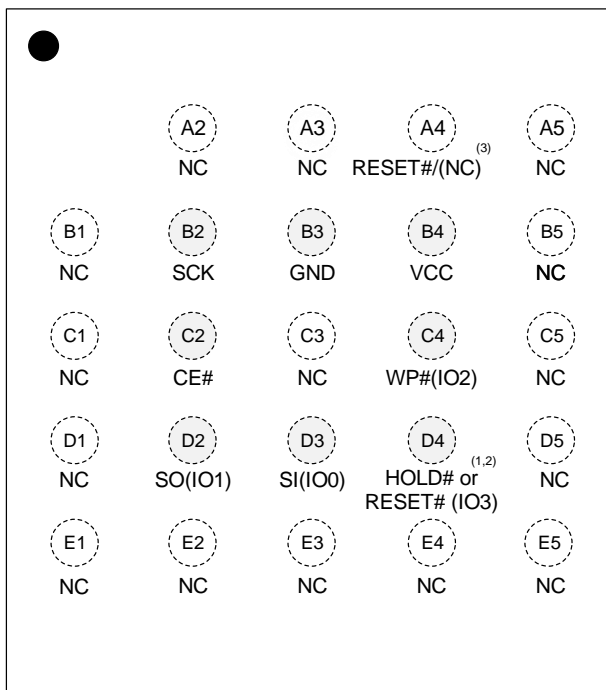 A2 A3 A4 A5
(3)
NC NC RESET#/(NC) NC
B1 B2 B3 B4 B5
NC SCK GND VCC NC
C1 C2 C3 C4 C5
NC CE# NC WP#(IO2) NC
D1 D2 D3 D4 D5
(1,2)
NC SO(IO1) SI(IO0) HOLD# or NC
RESET# (IO3)
E1 E2 E3 E4 E5
NC NC NC NC NC